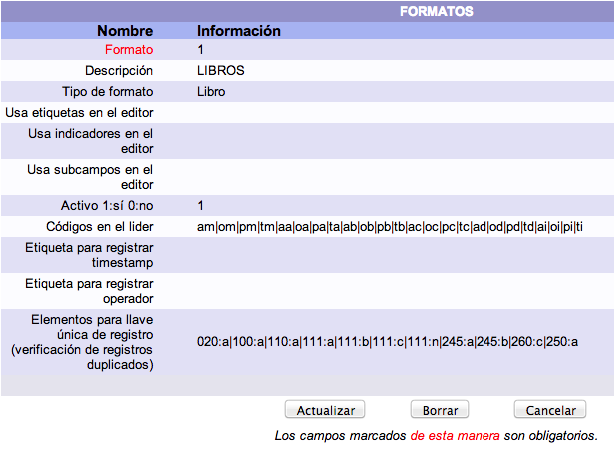 FORMATOS
Nombre Información
Formato 1
Descripción LIBROS
Tipo de formato Libro
Usa etiquetas en el editor
Usa indicadores en el
editor
Usa subcampos en el
editor
Activo 1:sí 0:no 1
Códigos en el lider am|om|pm|tm|aa|oa|pa|ta|ab|ob|pb|tb|ac|oc|pc|tc|ad|od|pd|td|ai|oi|pi|ti
Etiqueta para registrar
timestamp
Etiqueta para registrar
operador
Elementos para llave
única de registro
(verificación de registros
duplicados) 020:a|100:a|110:a|111:a|111:b|111:c|111:n|245:a|245:b|260:c|250:a
Actualizar Borrar Cancelar
Los campos marcados de esta manera son obligatorios.